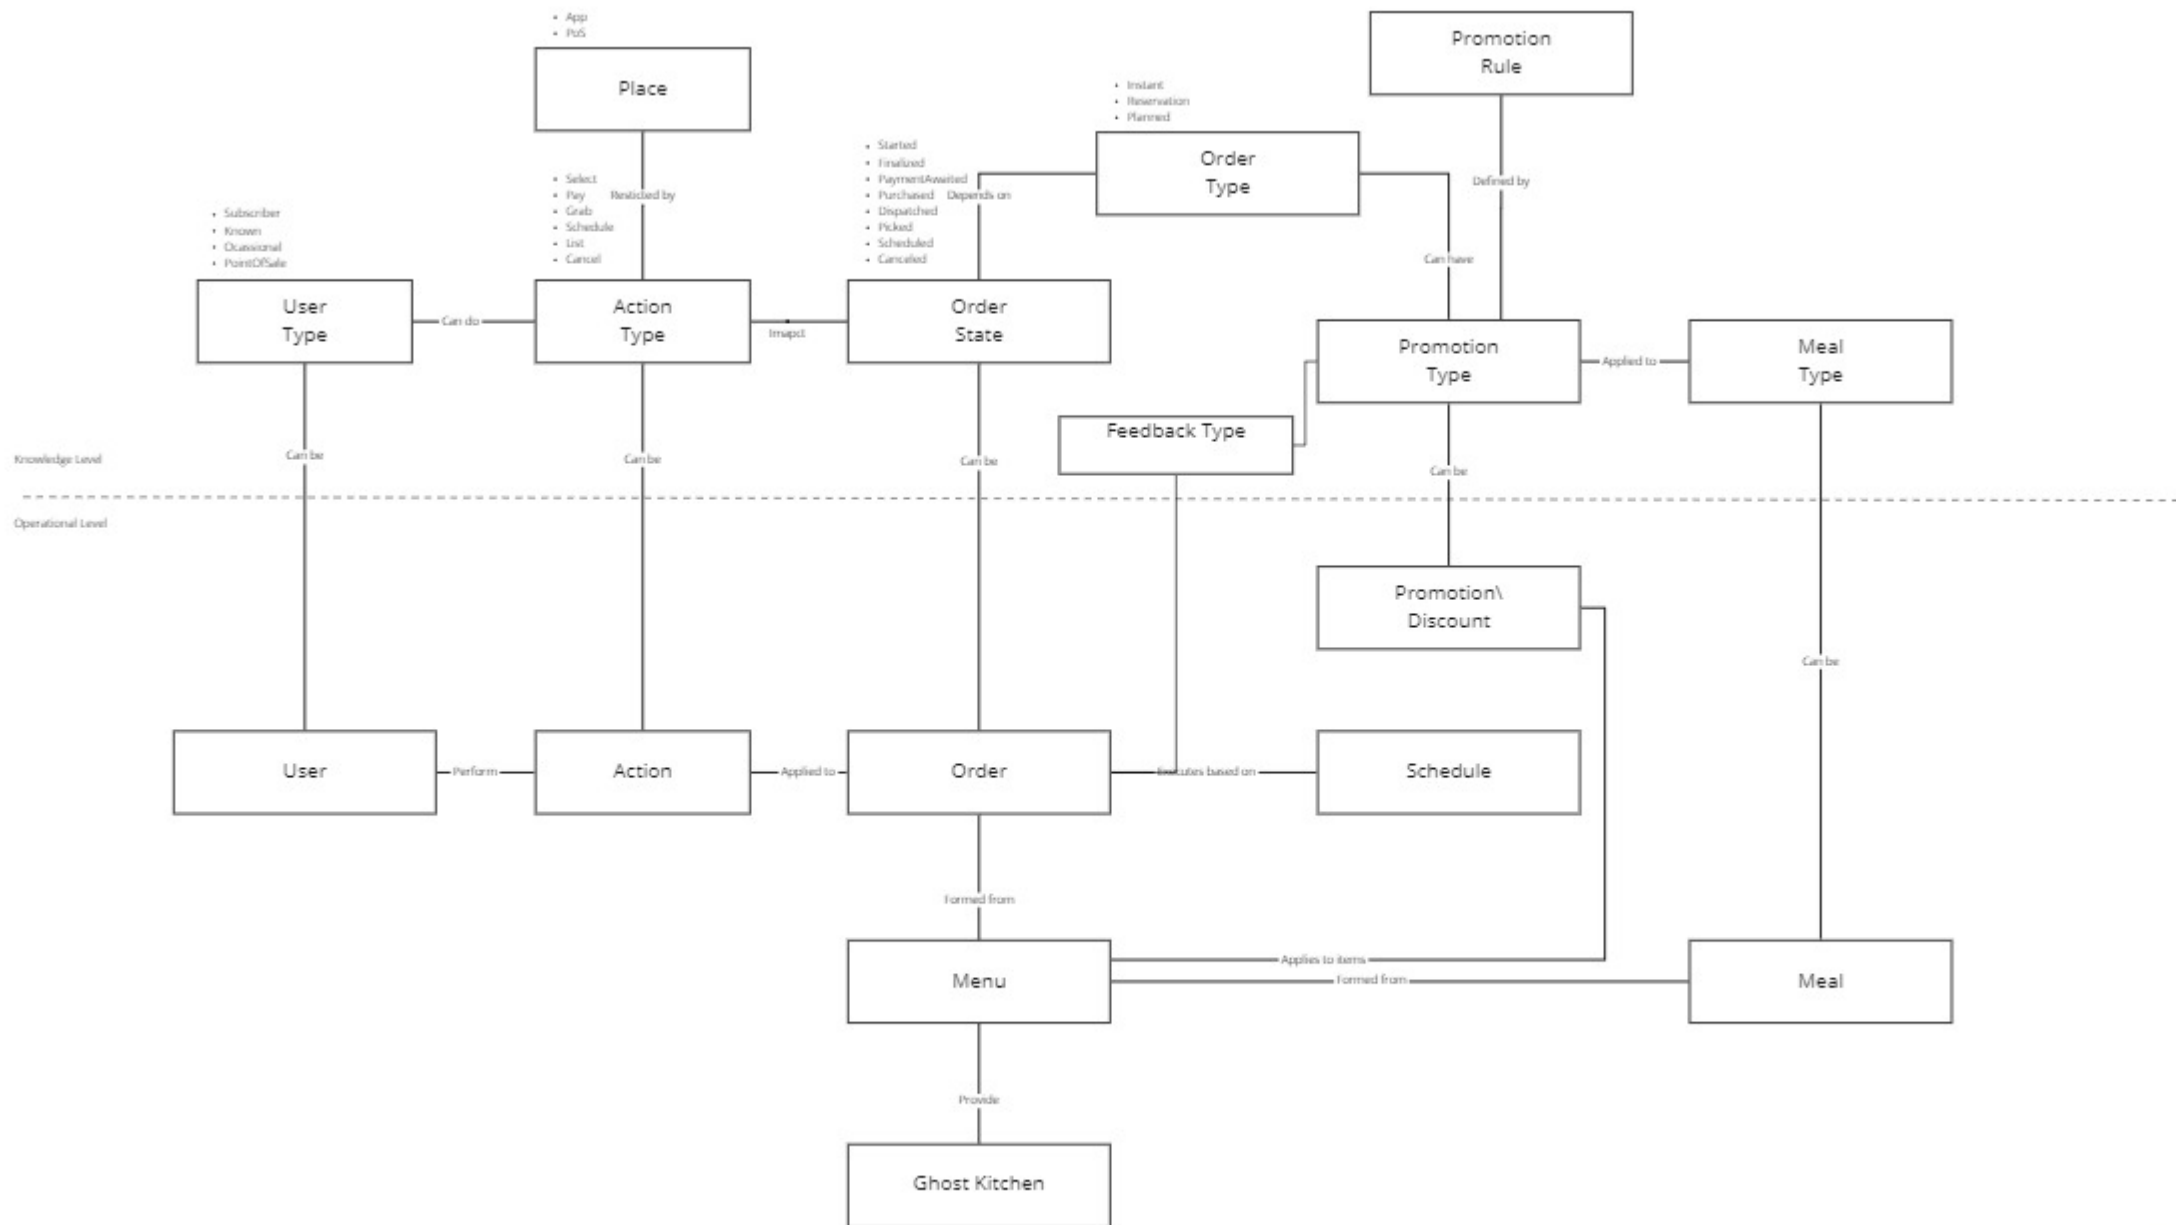 App
PoS
Place
Promotion
Rule
Instant
Reservation
Planned
Order
Type
Started
Finalized
PaymentAwaited
Purchased
Dispatched
Picked
Scheduled
Canceled
Depends on
Defined by
Can have
Select
Pay
Grab
Schedule
List
Cancel
Resticted by
Subscriber
Known
Ocassional
PointOfSale
User
Type
Can do
Action
Type
Imapct
Order
State
Promotion
Type
Applied to
Meal
Type
Feedback Type
Can be
Can be
Can be
Can be
Knowledge Level
Operational Level
Promotion\
Discount
Can be
User
Perform
Action
Applied to
Order
Executes based on
Schedule
Formed from
Menu
Applies to items
Formed from
Meal
Provide
Ghost Kitchen